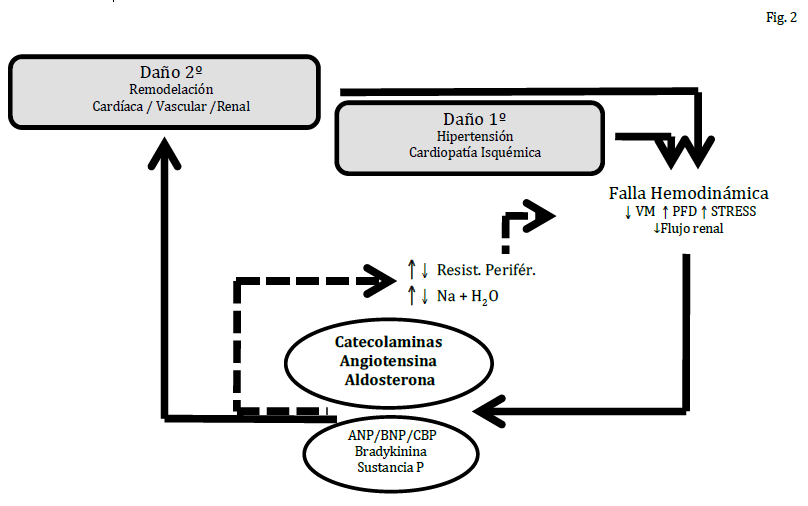 Fig. 2
Daño 2º
Remodelación
Cardíaca / Vascular /Renal
Daño 1º
Hipertensión
Cardiopatía Isquémica
Falla Hemodinámica
↓ VM ↑ PFD ↑ STRESS
↓Flujo renal
↑↓ Resist. Perifér.
↑↓ Na + H₂O
Catecolaminas
Angiotensina
Aldosterona
ANP/BNP/CBP
Bradykinina
Sustancia P